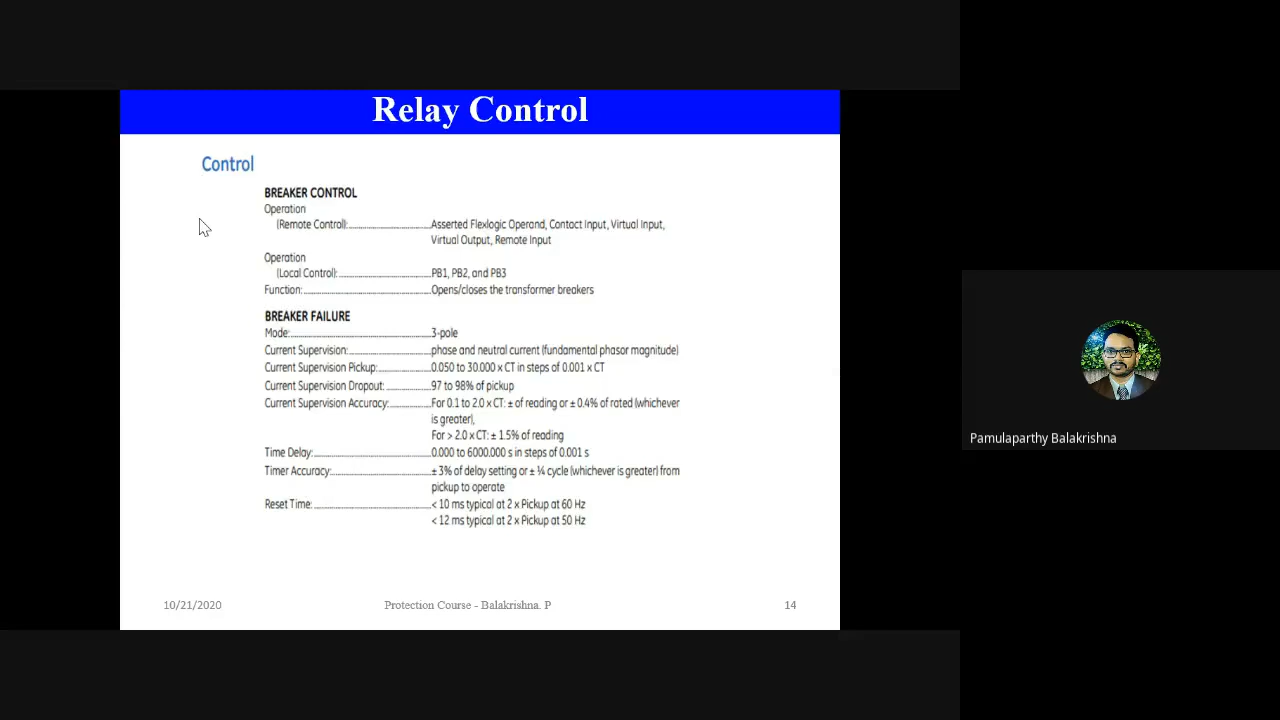 Relay Control
Control
BREAKER CONTROL
Operation
(Remote Control):..........Asserted Flexlogic Operand, Contact Input, Virtual Input,
Virtual Output, Remote Input
Operation
(Local Control):..........PB1, PB2, and PB3
Function:..........Opens/closes the transformer breakers
BREAKER FAILURE
Mode:..........3-pole
Current Supervision:..........phase and neutral current (fundamental phasor magnitude)
Current Supervision Pickup:..........0.050 to 30.000 x CT in steps of 0.001 x CT
Current Supervision Dropout: ..........97 to 98% of pickup
Current Supervision Accuracy:..........For 0.1 to 2.0 x CT: ± of reading or ± 0.4% of rated (whichever
is greater),
For > 2.0 x CT: ± 1.5% of reading
Time Delay:..........0.000 to 6000.000 s in steps of 0.001 s
Timer Accuracy:..........± 3% of delay setting or ± ¼ cycle (whichever is greater) from
pickup to operate
Reset Time:..........< 10 ms typical at 2 x Pickup at 60 Hz
< 12 ms typical at 2 x Pickup at 50 Hz
10/21/2020
Protection Course - Balakrishna. P
14
Pamulaparthy Balakrishna